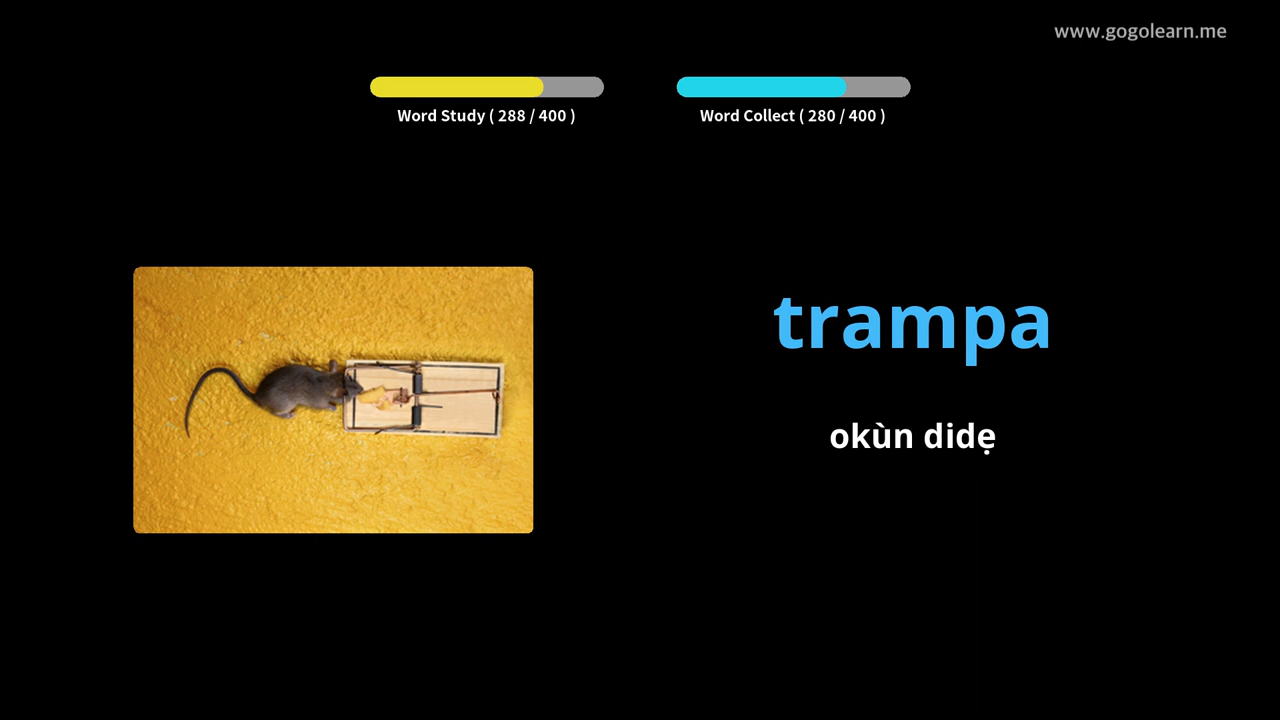 www.gogolearn.me
Word Study ( 288 / 400 )
Word Collect ( 280 / 400 )
trampa
okùn didẹ